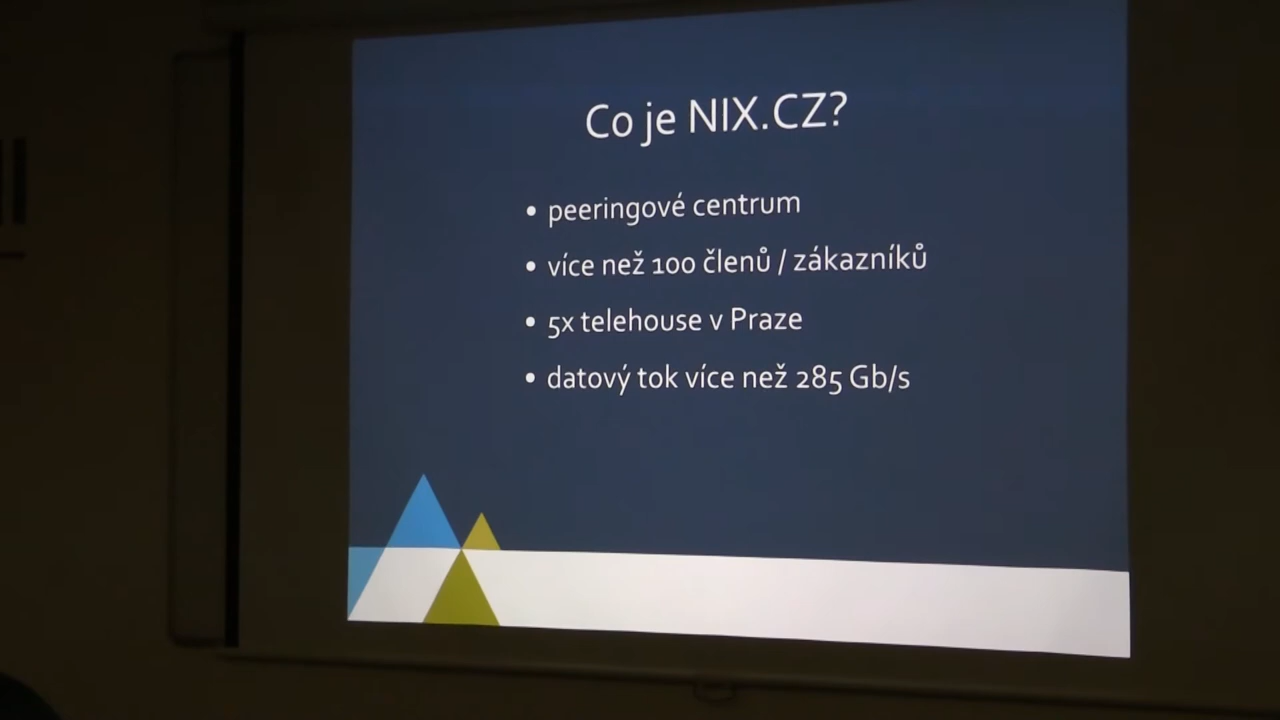 Co je NIX.CZ?
• peeringové centrum
• více než 100 členů / zákazníků
• 5x telehouse v Praze
• datový tok více než 285 Gb/s